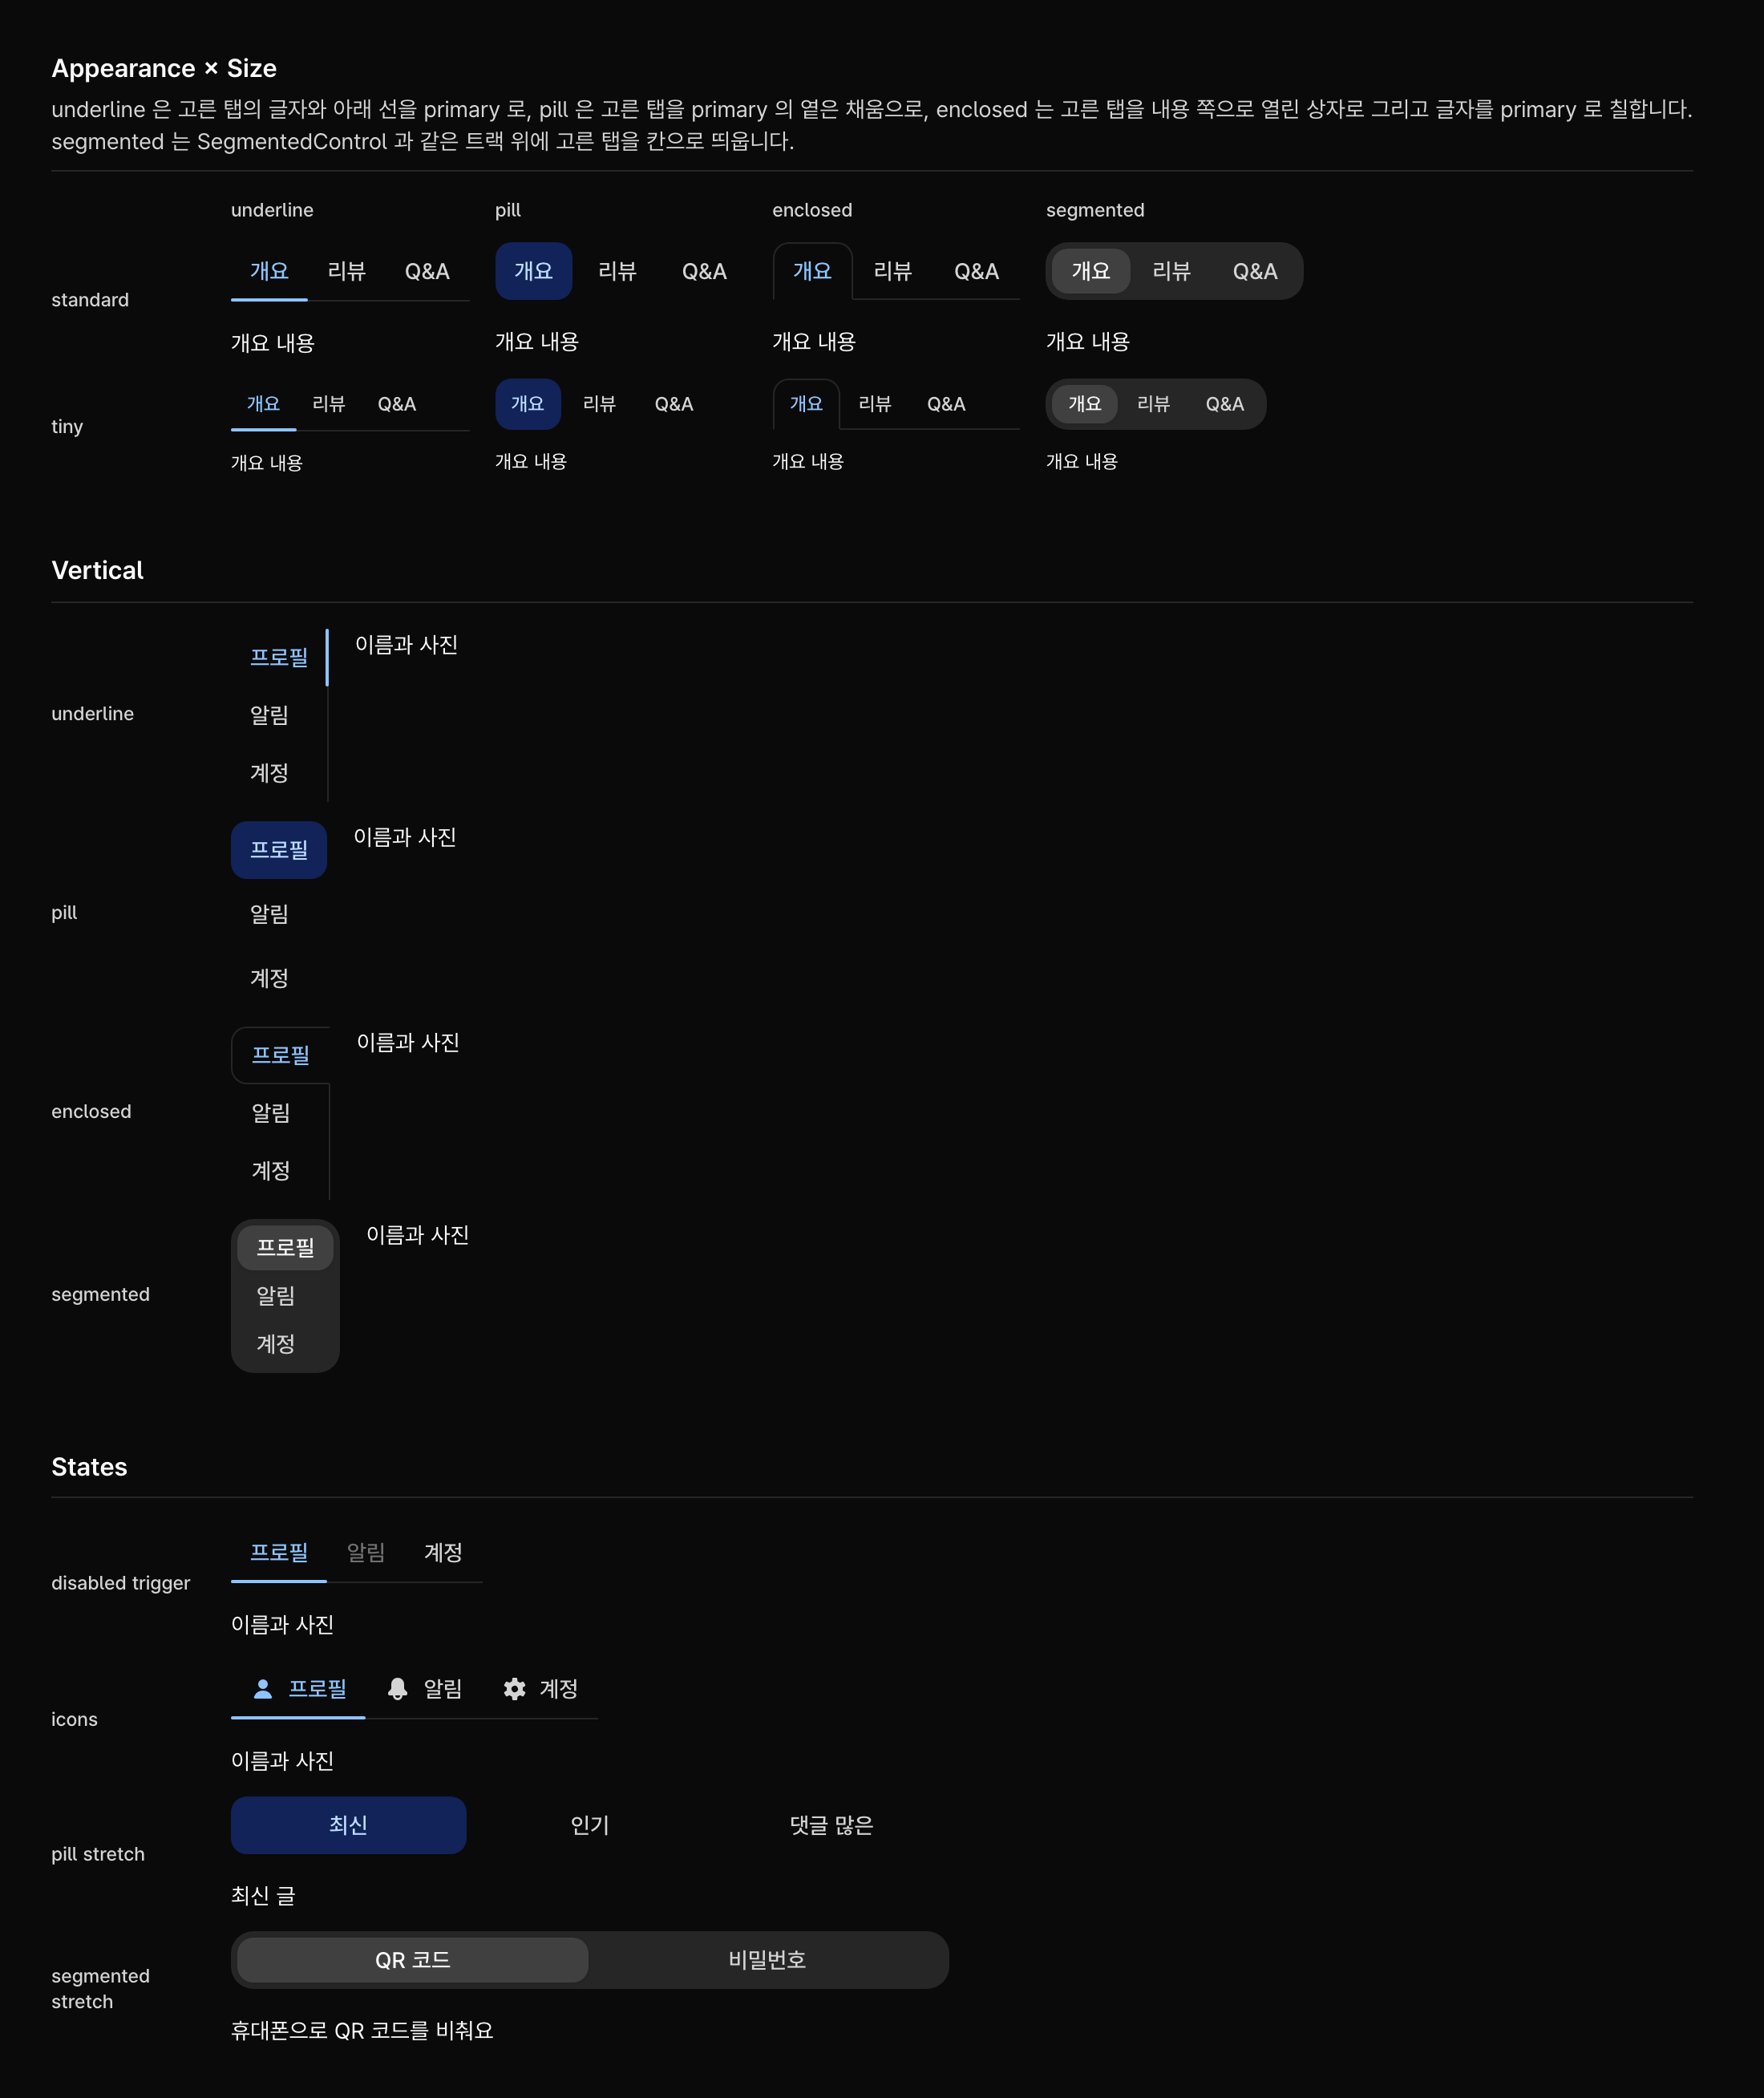 Appearance × Size
underline 은 고른 탭의 글자와 아래 선을 primary 로, pill 은 고른 탭을 primary 의 옅은 채움으로, enclosed 는 고른 탭을 내용 쪽으로 열린 상자로 그리고 글자를 primary 로 칠합니다.
segmented 는 SegmentedControl 과 같은 트랙 위에 고른 탭을 칸으로 띄웁니다.
underline pill enclosed segmented
standard
개요 리뷰 Q&A 개요 리뷰 Q&A 개요 리뷰 Q&A 개요 리뷰 Q&A
개요 내용 개요 내용 개요 내용 개요 내용
tiny
개요 리뷰 Q&A 개요 리뷰 Q&A 개요 리뷰 Q&A 개요 리뷰 Q&A
개요 내용 개요 내용 개요 내용 개요 내용
Vertical
underline
프로필 이름과 사진
알림
계정
pill
프로필 이름과 사진
알림
계정
enclosed
프로필 이름과 사진
알림
계정
segmented
프로필 이름과 사진
알림
계정
States
disabled trigger
프로필 알림 계정
이름과 사진
icons
프로필 알림 계정
이름과 사진
pill stretch
최신 인기 댓글 많은
최신 글
segmented
stretch
QR 코드 비밀번호
휴대폰으로 QR 코드를 비춰요